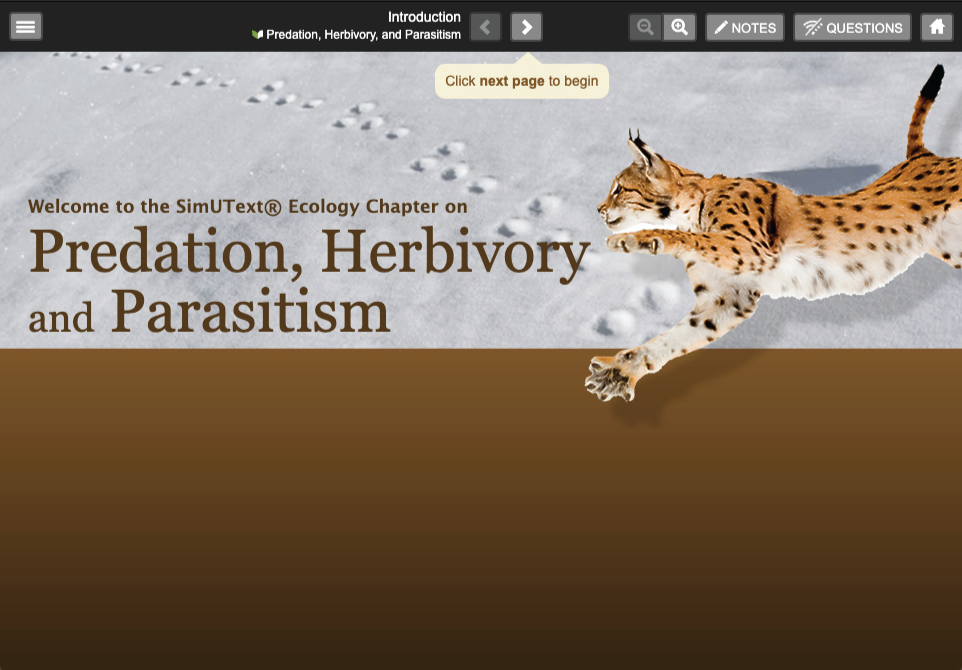 Introduction
Predation, Herbivory, and Parasitism
NOTES
QUESTIONS
Click next page to begin
Welcome to the SimUText® Ecology Chapter on
Predation, Herbivory
and Parasitism